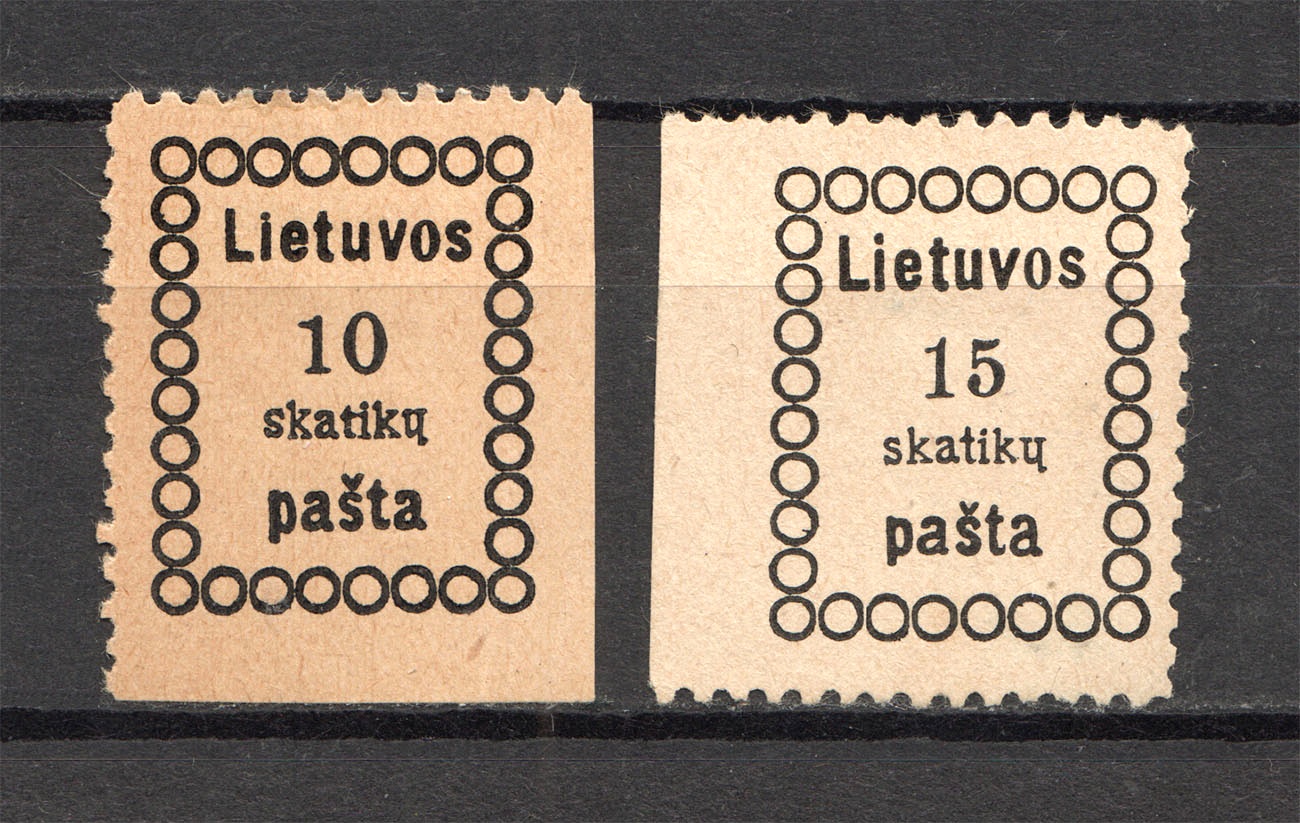 Lietuvos
10
skatikų
pašta
Lietuvos
15
skatikų
pašta